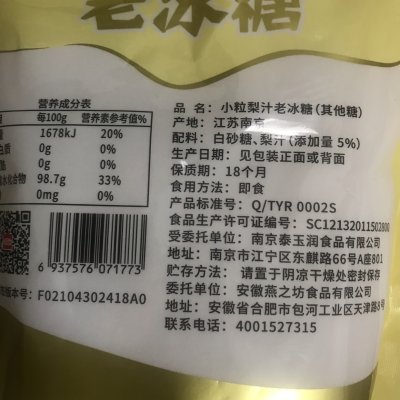 老冰糖
营养成分表
每100g 营养素参考值%
1678kJ 20%
0g 0%
0g 0%
水化合物 98.7g 33%
0mg 0%
6 937576 071773
版本号: F02104302418A0
品名: 小粒梨汁老冰糖(其他糖)
产地: 江苏南京
配料: 白砂糖、梨汁(添加量 5%)
生产日期: 见包装正面或背面
保质期: 18个月
食用方法: 即食
产品标准号: Q/TYR 0002S
食品生产许可证编号: SC12132011502800
受委托单位: 南京泰玉润食品有限公司
地址: 南京市江宁区东麒路66号A座801
贮存方法: 请置于阴凉干燥处密封保存
委托单位: 安徽燕之坊食品有限公司
地址: 安徽省合肥市包河工业区天津路8号
联系电话: 4001527315